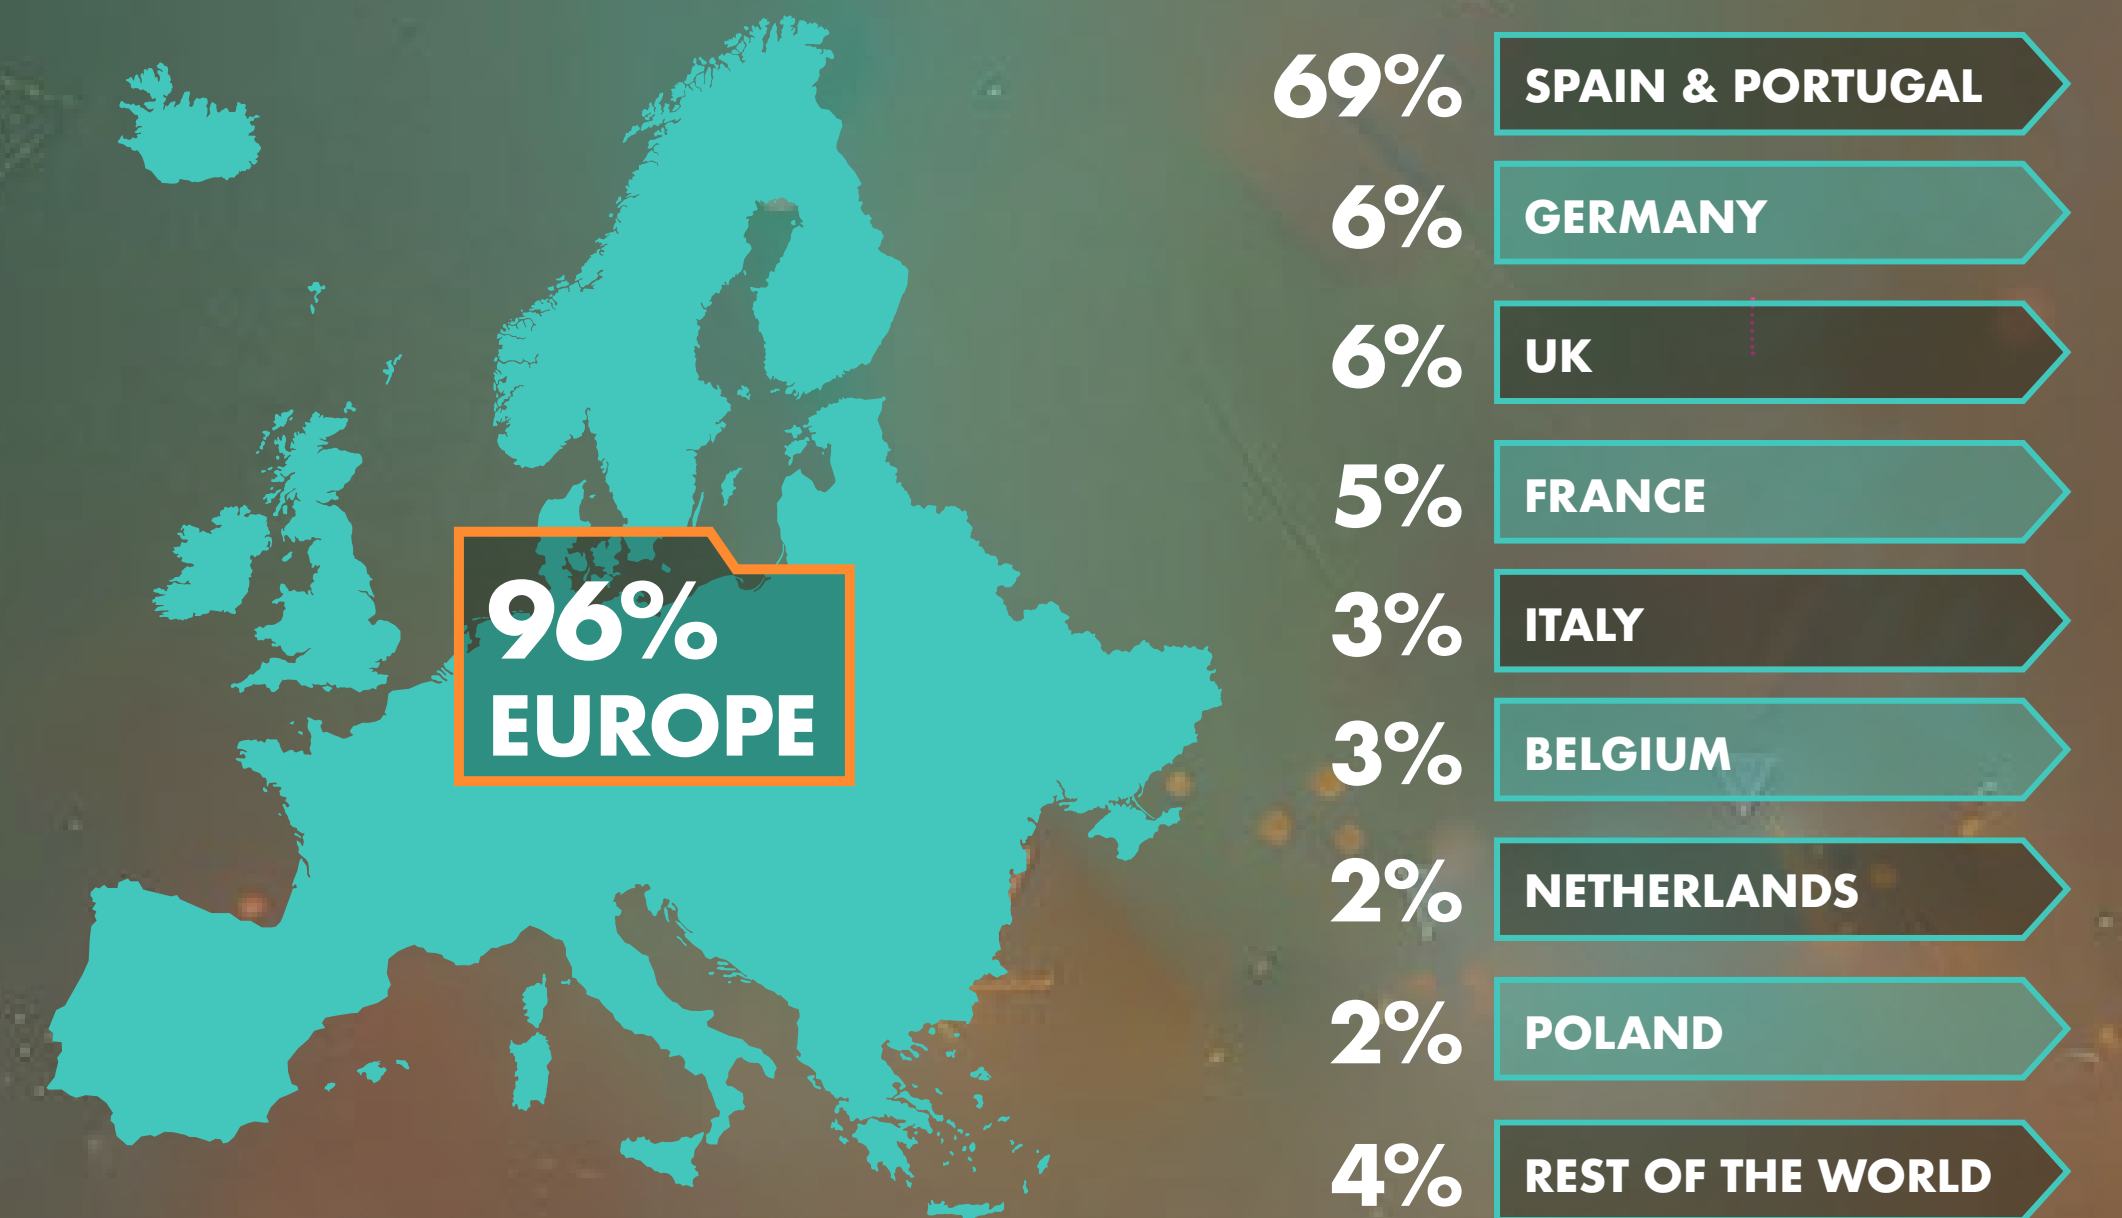 96%
EUROPE
69% SPAIN & PORTUGAL
6% GERMANY
6% UK
5% FRANCE
3% ITALY
3% BELGIUM
2% NETHERLANDS
2% POLAND
4% REST OF THE WORLD